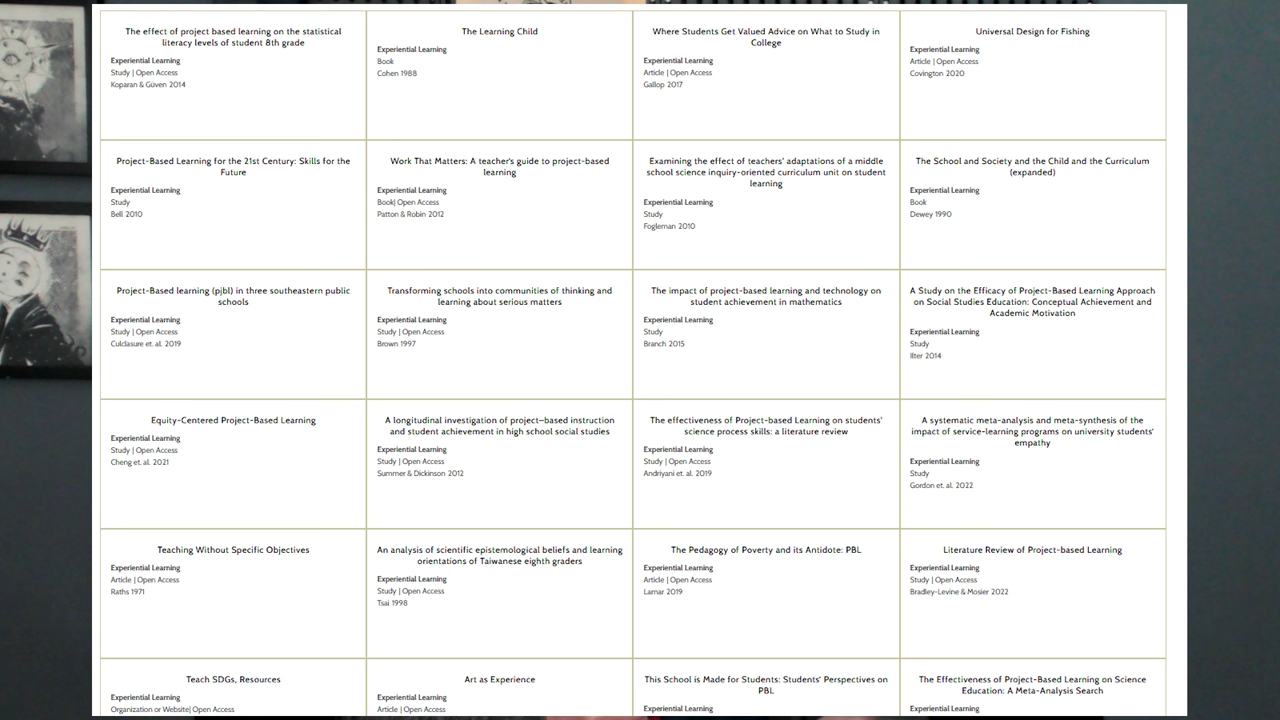 The effect of project based learning on the statistical
literacy levels of student 8th grade
Experiential Learning
Study | Open Access
Koparan & Güven 2014
The Learning Child
Experiential Learning
Book
Cohen 1988
Where Students Get Valued Advice on What to Study in
College
Experiential Learning
Article | Open Access
Gallop 2017
Universal Design for Fishing
Experiential Learning
Article | Open Access
Covington 2020
Project-Based Learning for the 21st Century: Skills for the
Future
Experiential Learning
Study
Bell 2010
Work That Matters: A teacher's guide to project-based
learning
Experiential Learning
Book| Open Access
Patton & Robin 2012
Examining the effect of teachers' adaptations of a middle
school science inquiry-oriented curriculum unit on student
learning
Experiential Learning
Study
Fogleman 2010
The School and Society and the Child and the Curriculum
(expanded)
Experiential Learning
Book
Dewey 1990
Project-Based learning (pjbl) in three southeastern public
schools
Experiential Learning
Study | Open Access
Culclasure et. al. 2019
Transforming schools into communities of thinking and
learning about serious matters
Experiential Learning
Study | Open Access
Brown 1997
The impact of project-based learning and technology on
student achievement in mathematics
Experiential Learning
Study
Branch 2015
A Study on the Efficacy of Project-Based Learning Approach
on Social Studies Education: Conceptual Achievement and
Academic Motivation
Experiential Learning
Study
Ilter 2014
Equity-Centered Project-Based Learning
Experiential Learning
Study | Open Access
Cheng et. al. 2021
A longitudinal investigation of project–based instruction
and student achievement in high school social studies
Experiential Learning
Study | Open Access
Summer & Dickinson 2012
The effectiveness of Project-based Learning on students'
science process skills: a literature review
Experiential Learning
Study | Open Access
Andriyani et. al. 2019
A systematic meta-analysis and meta-synthesis of the
impact of service-learning programs on university students'
empathy
Experiential Learning
Study
Gordon et. al. 2022
Teaching Without Specific Objectives
Experiential Learning
Article | Open Access
Raths 1971
An analysis of scientific epistemological beliefs and learning
orientations of Taiwanese eighth graders
Experiential Learning
Study | Open Access
Tsai 1998
The Pedagogy of Poverty and its Antidote: PBL
Experiential Learning
Article | Open Access
Lamar 2019
Literature Review of Project-based Learning
Experiential Learning
Study | Open Access
Bradley-Levine & Mosier 2022
Teach SDGs, Resources
Experiential Learning
Organization or Website| Open Access
Art as Experience
Experiential Learning
Article | Open Access
This School is Made for Students: Students' Perspectives on
PBL
Experiential Learning
The Effectiveness of Project-Based Learning on Science
Education: A Meta-Analysis Search
Experiential Learning